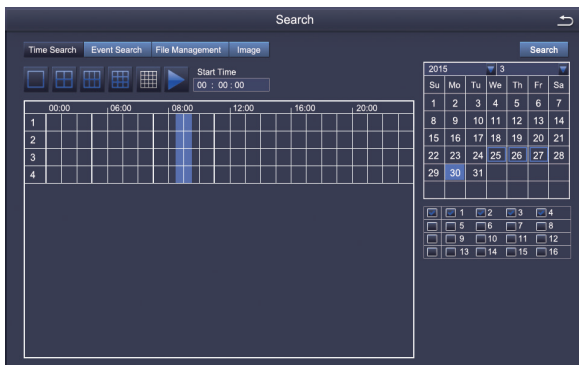 Search
Time Search Event Search File Management Image Search
Start Time
00 : 00 : 00
2015 3
Su Mo Tu We Th Fr Sa
1 2 3 4 5 6 7
8 9 10 11 12 13 14
15 16 17 18 19 20 21
22 23 24 25 26 27 28
29 30 31
00:00 06:00 08:00 12:00 16:00 20:00
1
2
3
4
1 2 3 4
5 6 7 8
9 10 11 12
13 14 15 16